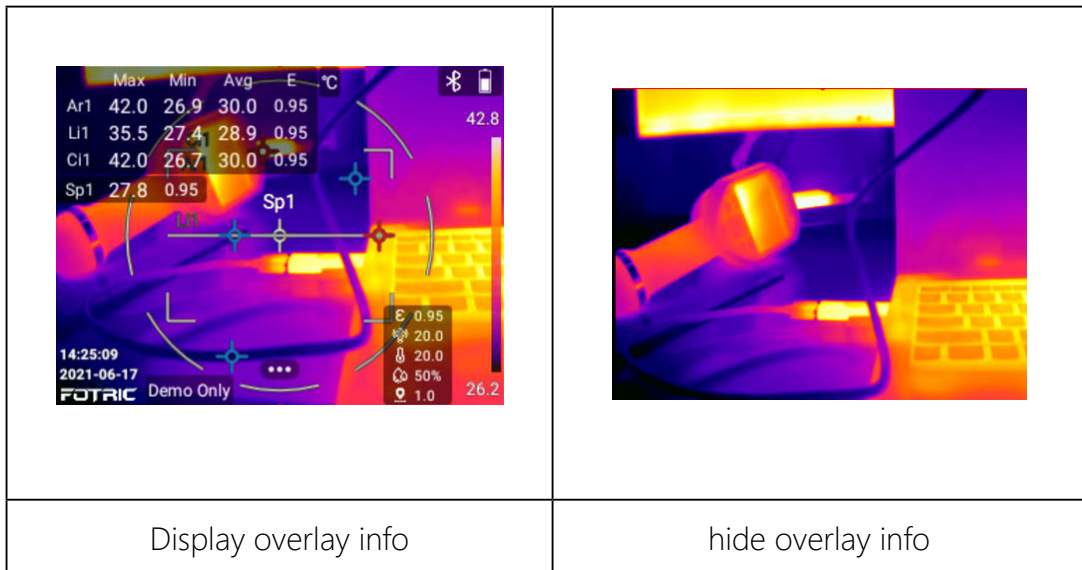 Max Min Avg E °C
Ar1 42.0 26.9 30.0 0.95
Li1 35.5 27.4 28.9 0.95
Ci1 42.0 26.7 30.0 0.95
Sp1 27.8 0.95
42.8
Sp1
Li1
ε 0.95
20.0
20.0
50%
1.0
14:25:09
2021-06-17
FOTRIC Demo Only
26.2
Display overlay info
hide overlay info